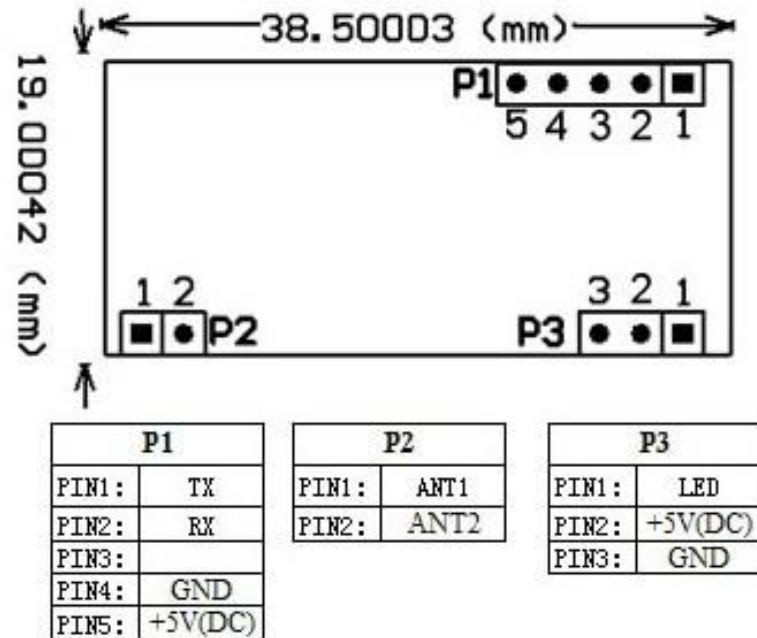 38.500D3 (mm)
19.0D042 (mm)
P1
5 4 3 2 1
1 2
P2
3 2 1
P3
P1
PIN1: TX
PIN2: RX
PIN3:
PIN4: GND
PIN5: +5V(DC)
P2
PIN1: ANT1
PIN2: ANT2
P3
PIN1: LED
PIN2: +5V(DC)
PIN3: GND